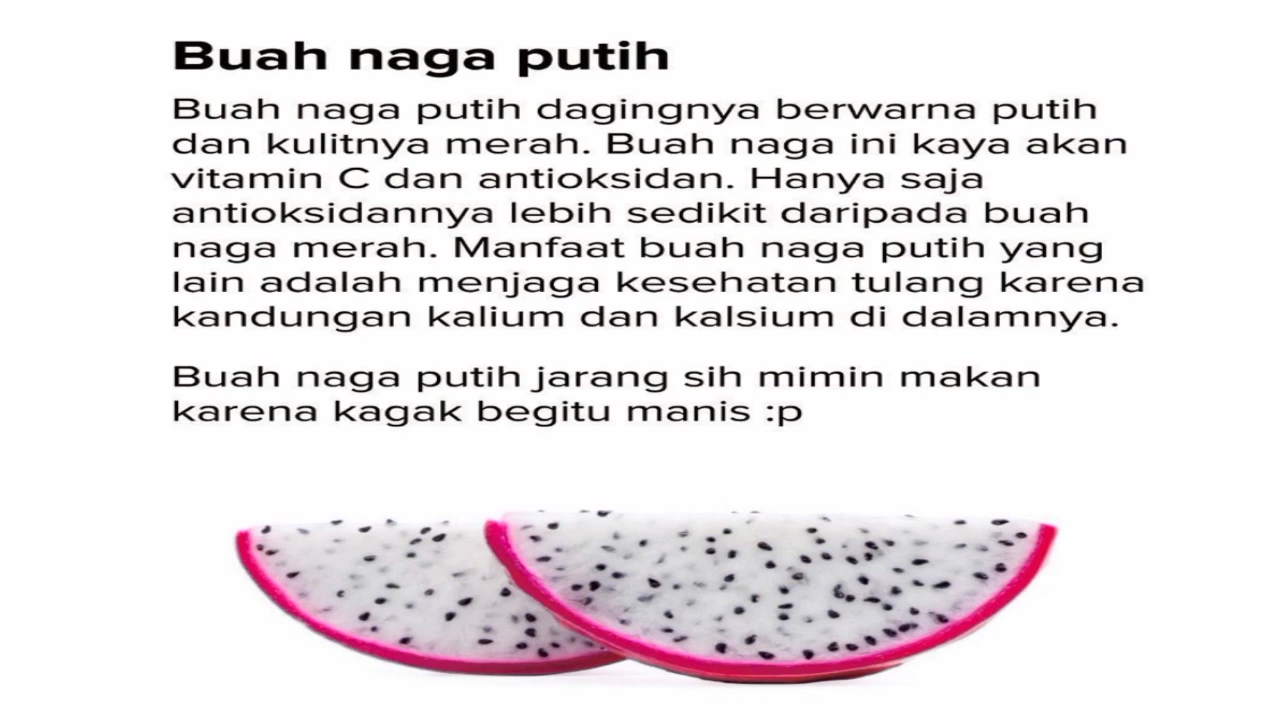 Buah naga putih
Buah naga putih dagingnya berwarna putih
dan kulitnya merah. Buah naga ini kaya akan
vitamin C dan antioksidan. Hanya saja
antioksidannya lebih sedikit daripada buah
naga merah. Manfaat buah naga putih yang
lain adalah menjaga kesehatan tulang karena
kandungan kalium dan kalsium di dalamnya.
Buah naga putih jarang sih mimin makan
karena kagak begitu manis :p